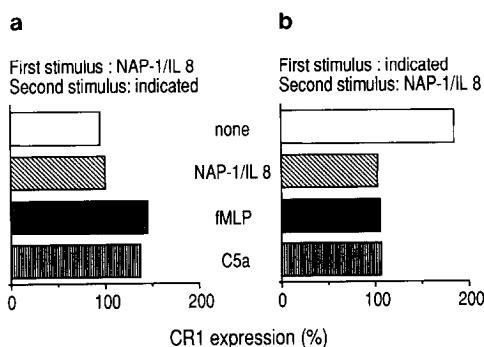 a
b
First stimulus : NAP-1/IL 8
Second stimulus: indicated
First stimulus : indicated
Second stimulus: NAP-1/IL 8
none
NAP-1/IL 8
fMLP
C5a
0 100 200
0 100 200
CR1 expression (%)